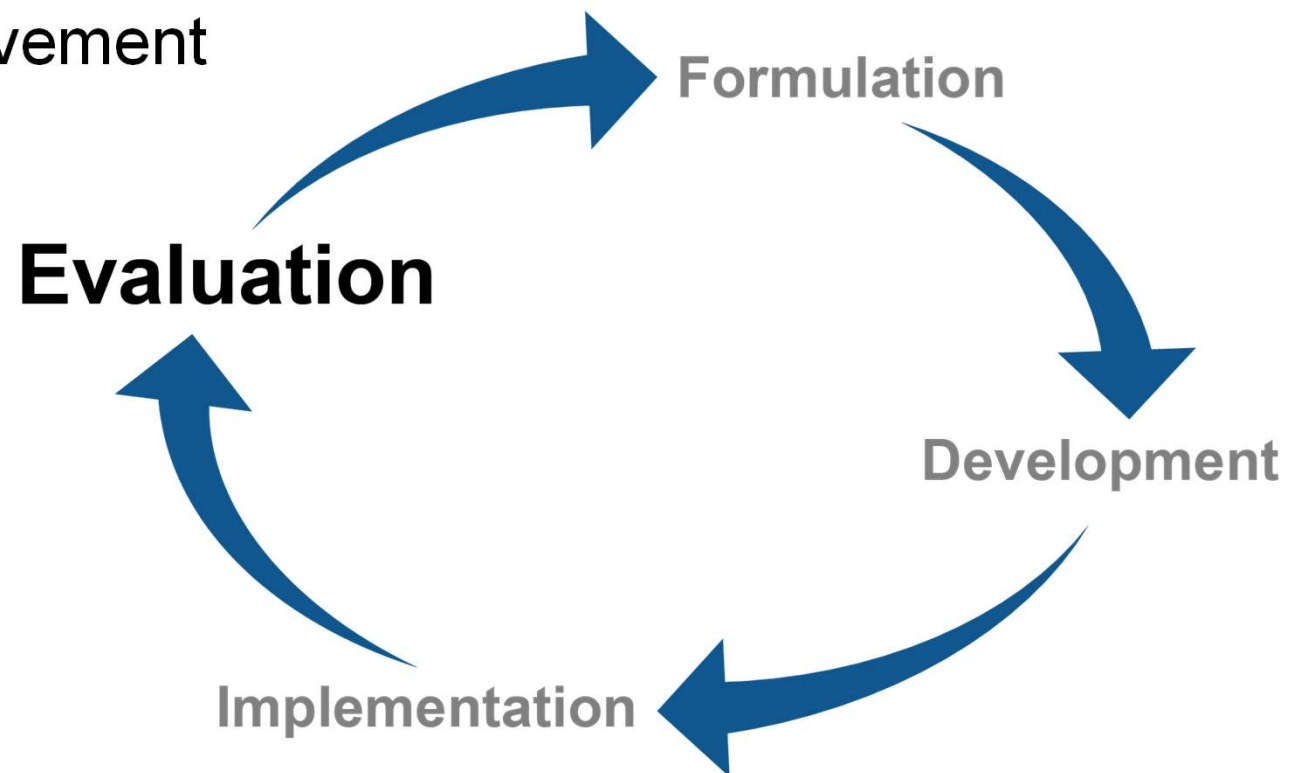 vement
Formulation
Evaluation
Development
Implementation